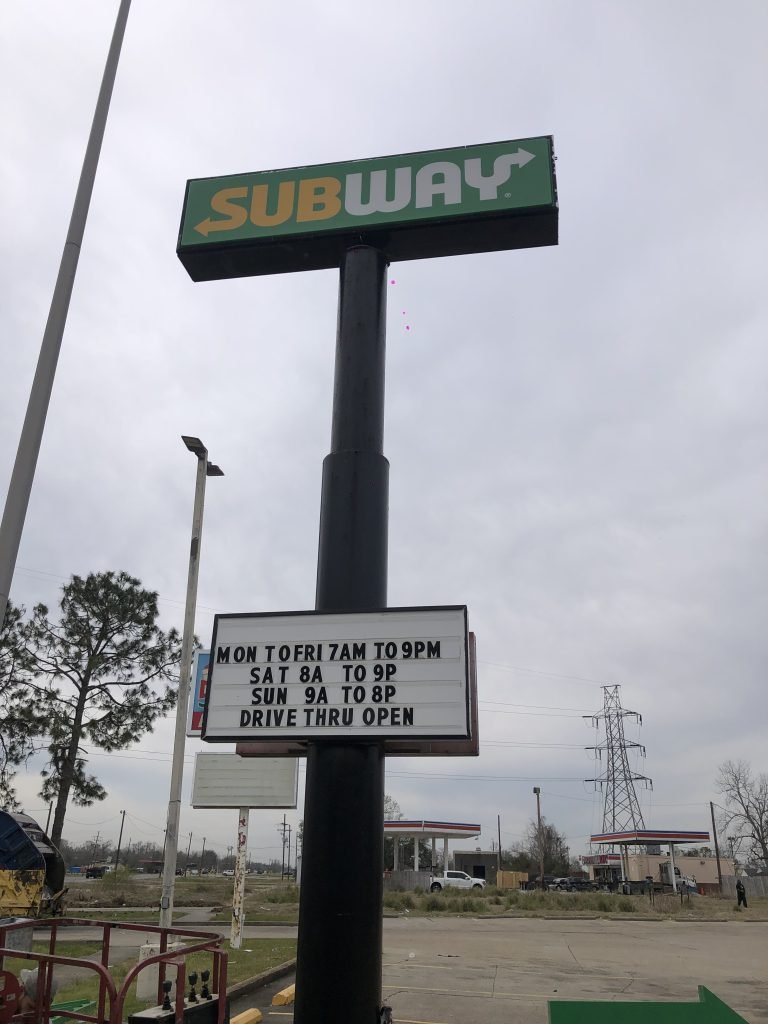 SUBWAY
MON TO FRI 7AM TO 9PM
SAT 8A TO 9P
SUN 9A TO 8P
DRIVE THRU OPEN